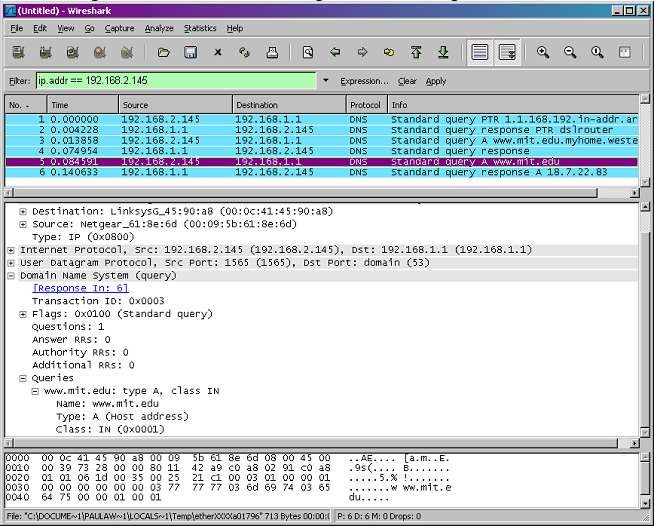 (Untitled) - Wireshark
File Edit View Go Capture Analyze Statistics Help
Filter: ip.addr == 192.168.2.145 Expression... Clear Apply
No. - Time Source Destination Protocol Info
1 0.000000 192.168.2.145 192.168.1.1 DNS Standard query PTR 1.1.168.192.in-addr.ar
2 0.004228 192.168.1.1 192.168.2.145 DNS Standard query response PTR dslrouter
3 0.013858 192.168.2.145 192.168.1.1 DNS Standard query A www.mit.edu.myhome.weste
4 0.074954 192.168.1.1 192.168.2.145 DNS Standard query response
5 0.084591 192.168.2.145 192.168.1.1 DNS Standard query A www.mit.edu
6 0.140633 192.168.1.1 192.168.2.145 DNS Standard query response A 18.7.22.83
Destination: LinksysG_45:90:a8 (00:0c:41:45:90:a8)
Source: Netgear_61:8e:6d (00:09:5b:61:8e:6d)
Type: IP (0x0800)
Internet Protocol, Src: 192.168.2.145 (192.168.2.145), Dst: 192.168.1.1 (192.168.1.1)
User Datagram Protocol, Src Port: 1565 (1565), Dst Port: domain (53)
Domain Name System (query)
[Response In: 6]
Transaction ID: 0x0003
Flags: 0x0100 (Standard query)
Questions: 1
Answer RRs: 0
Authority RRs: 0
Additional RRs: 0
Queries
www.mit.edu: type A, class IN
Name: www.mit.edu
Type: A (Host address)
Class: IN (0x0001)
0000 00 0c 41 45 90 a8 00 09 5b 61 8e 6d 08 00 45 00 ..AE.... [a.m..E.
0010 00 39 73 28 00 00 80 11 42 a9 c0 a8 02 91 c0 a8 .9s(.... B.......
0020 01 01 06 1d 00 35 00 25 21 c1 00 03 01 00 00 01 .....5.% !.......
0030 00 00 00 00 00 00 03 77 77 77 03 6d 69 74 03 65 .......w ww.mit.e
0040 64 75 00 00 01 00 01 du.....
File: "C:\DOCUME~1\PAULAW~1\LOCALS~1\Temp\etherXXXXa01796" 713 Bytes 00:00:( P: 6 D: 6 M: 0 Drops: 0